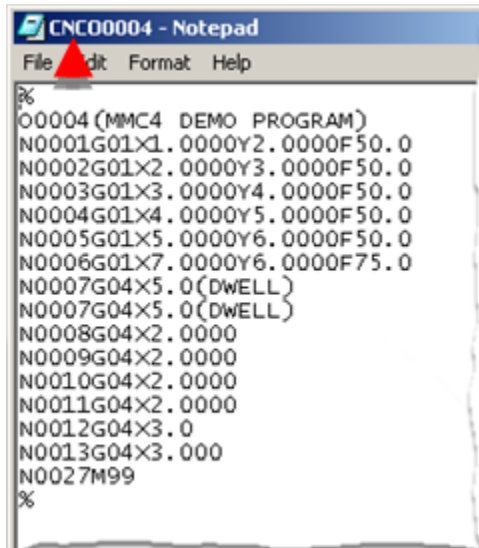 CNCO0004 - Notepad
File Edit Format Help
%
O0004(MMC4 DEMO PROGRAM)
N0001G01X1.0000Y2.0000F50.0
N0002G01X2.0000Y3.0000F50.0
N0003G01X3.0000Y4.0000F50.0
N0004G01X4.0000Y5.0000F50.0
N0005G01X5.0000Y6.0000F50.0
N0006G01X7.0000Y6.0000F75.0
N0007G04X5.0(DWELL)
N0007G04X5.0(DWELL)
N0008G04X2.0000
N0009G04X2.0000
N0010G04X2.0000
N0011G04X2.0000
N0012G04X3.0
N0013G04X3.000
N0027M99
%